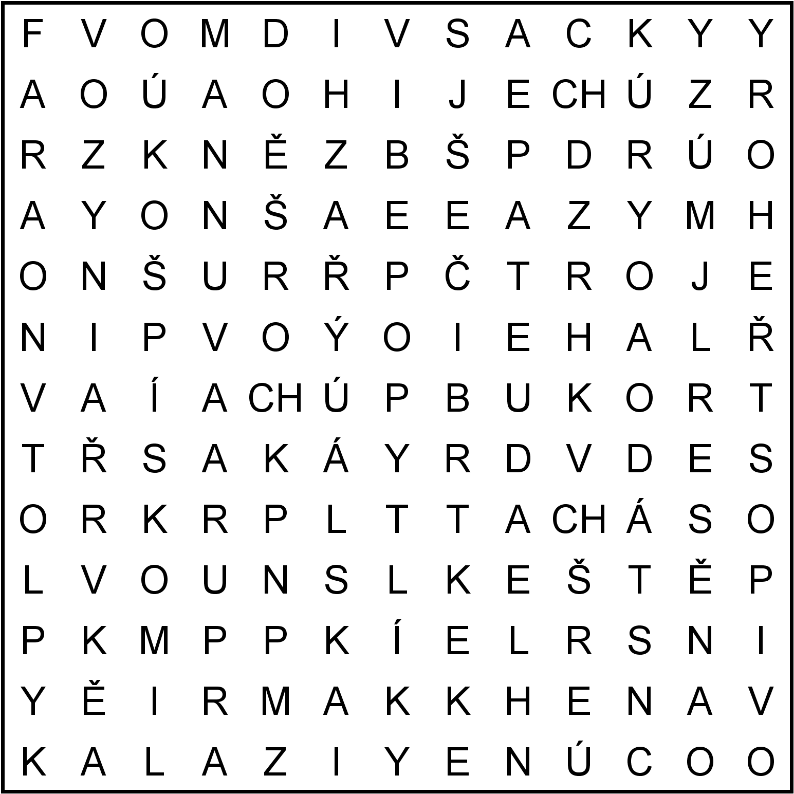 F V O M D I V S A C K Y Y
A O Ú A O H I J E CH Ú Z R
R Z K N Ě Z B Š P D R Ú O
A Y O N Š A E E A Z Y M H
O N Š U R Ř P Č T R O J E
N I P V O Ý O I E H A L Ř
V A Í A CH Ú P B U K O R T
T Ř S A K Á Y R D V D E S
O R K R P L T T A CH Á S O
L V O U N S L K E Š T Ě P
P K M P P K Í E L R S N I
Y Ě I R M A K K H E N A V
K A L A Z I Y E N Ú C O O